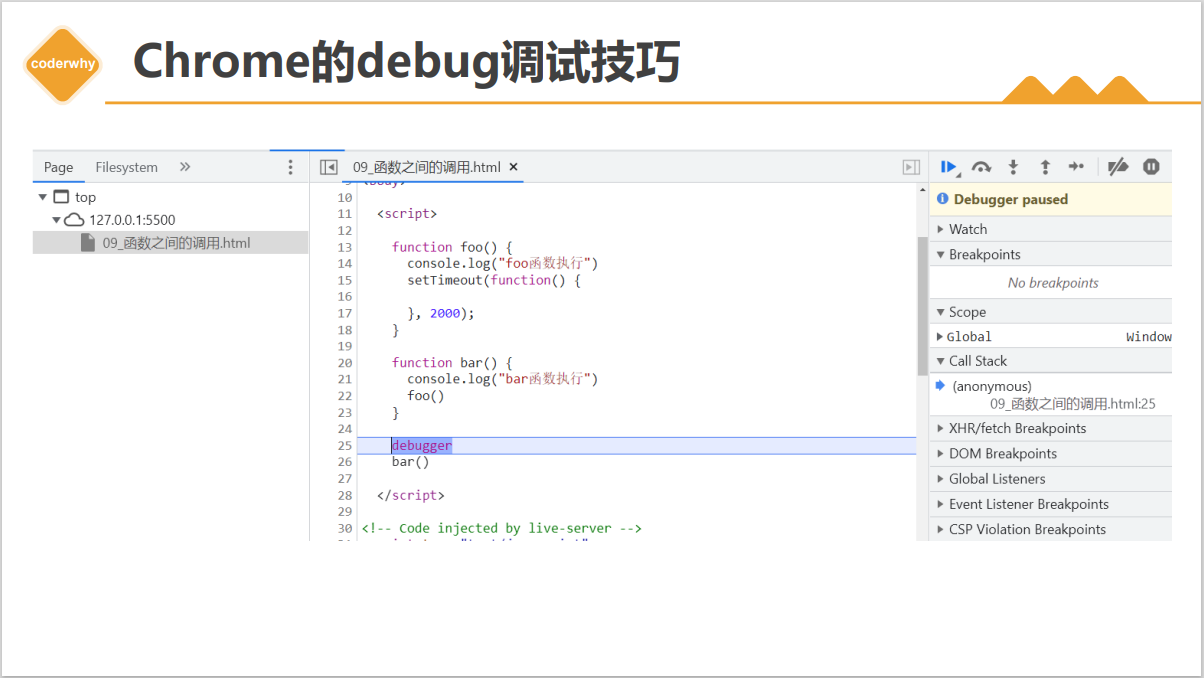 coderwhy
Chrome的debug调试技巧
Page Filesystem »
top
127.0.0.1:5500
09_函数之间的调用.html
09_函数之间的调用.html ×
10
11 <script>
12
13 function foo() {
14 console.log("foo函数执行")
15 setTimeout(function() {
16
17 }, 2000);
18 }
19
20 function bar() {
21 console.log("bar函数执行")
22 foo()
23 }
24
25 debugger
26 bar()
27
28 </script>
29
30 <!-- Code injected by live-server -->
Debugger paused
Watch
Breakpoints
No breakpoints
Scope
Global Window
Call Stack
(anonymous)
09_函数之间的调用.html:25
XHR/fetch Breakpoints
DOM Breakpoints
Global Listeners
Event Listener Breakpoints
CSP Violation Breakpoints